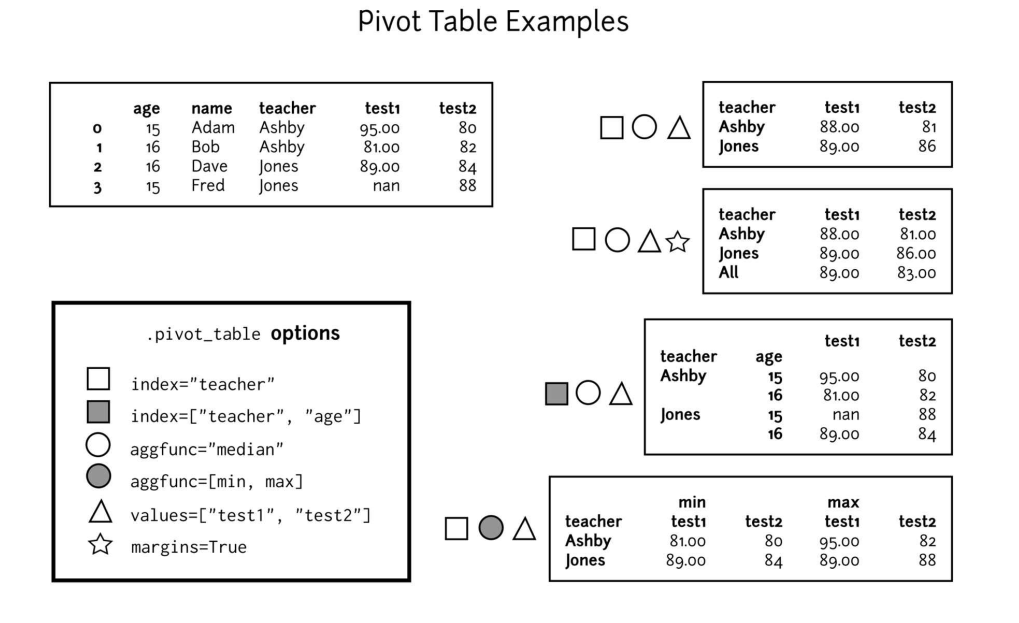 Pivot Table Examples
age name teacher test1 test2
0 15 Adam Ashby 95.00 80
1 16 Bob Ashby 81.00 82
2 16 Dave Jones 89.00 84
3 15 Fred Jones nan 88
teacher test1 test2
Ashby 88.00 81
Jones 89.00 86
teacher test1 test2
Ashby 88.00 81.00
Jones 89.00 86.00
All 89.00 83.00
.pivot_table options
index="teacher"
index=["teacher", "age"]
aggfunc="median"
aggfunc=[min, max]
values=["test1", "test2"]
margins=True
test1 test2
teacher age
Ashby 15 95.00 80
16 81.00 82
Jones 15 nan 88
16 89.00 84
min max
teacher test1 test2 test1 test2
Ashby 81.00 80 95.00 82
Jones 89.00 84 89.00 88